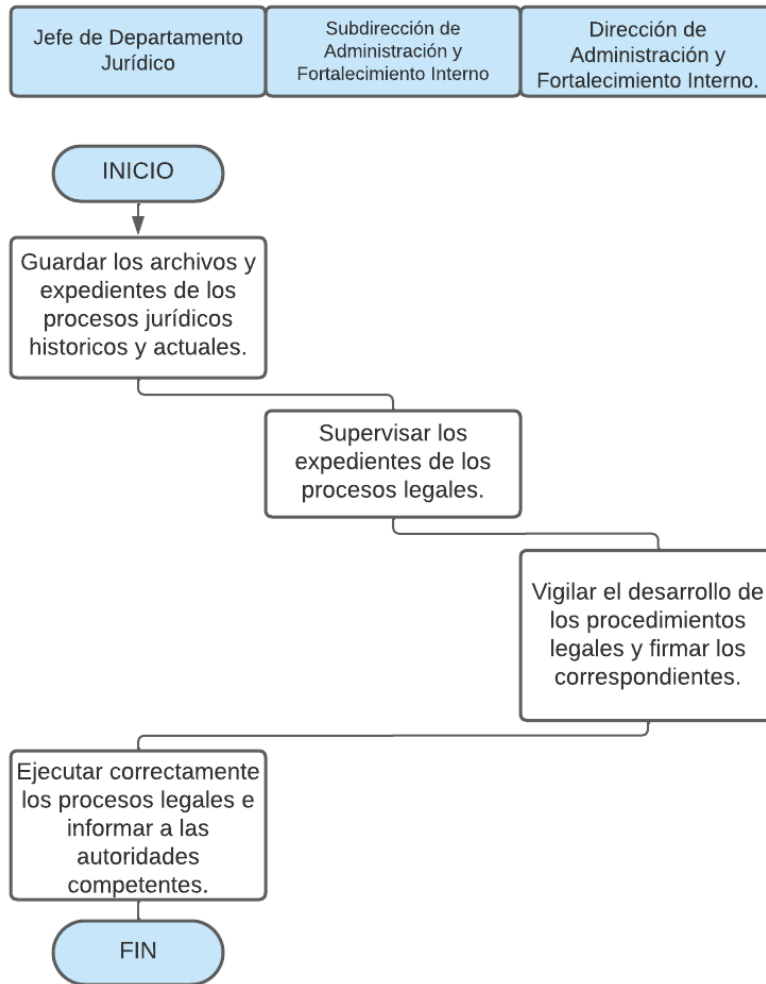 Jefe de Departamento
Jurídico
Subdirección de
Administración y
Fortalecimiento Interno
Dirección de
Administración y
Fortalecimiento Interno.
INICIO
Guardar los archivos y
expedientes de los
procesos jurídicos
historicos y actuales.
Supervisar los
expedientes de los
procesos legales.
Vigilar el desarrollo de
los procedimientos
legales y firmar los
correspondientes.
Ejecutar correctamente
los procesos legales e
informar a las
autoridades
competentes.
FIN